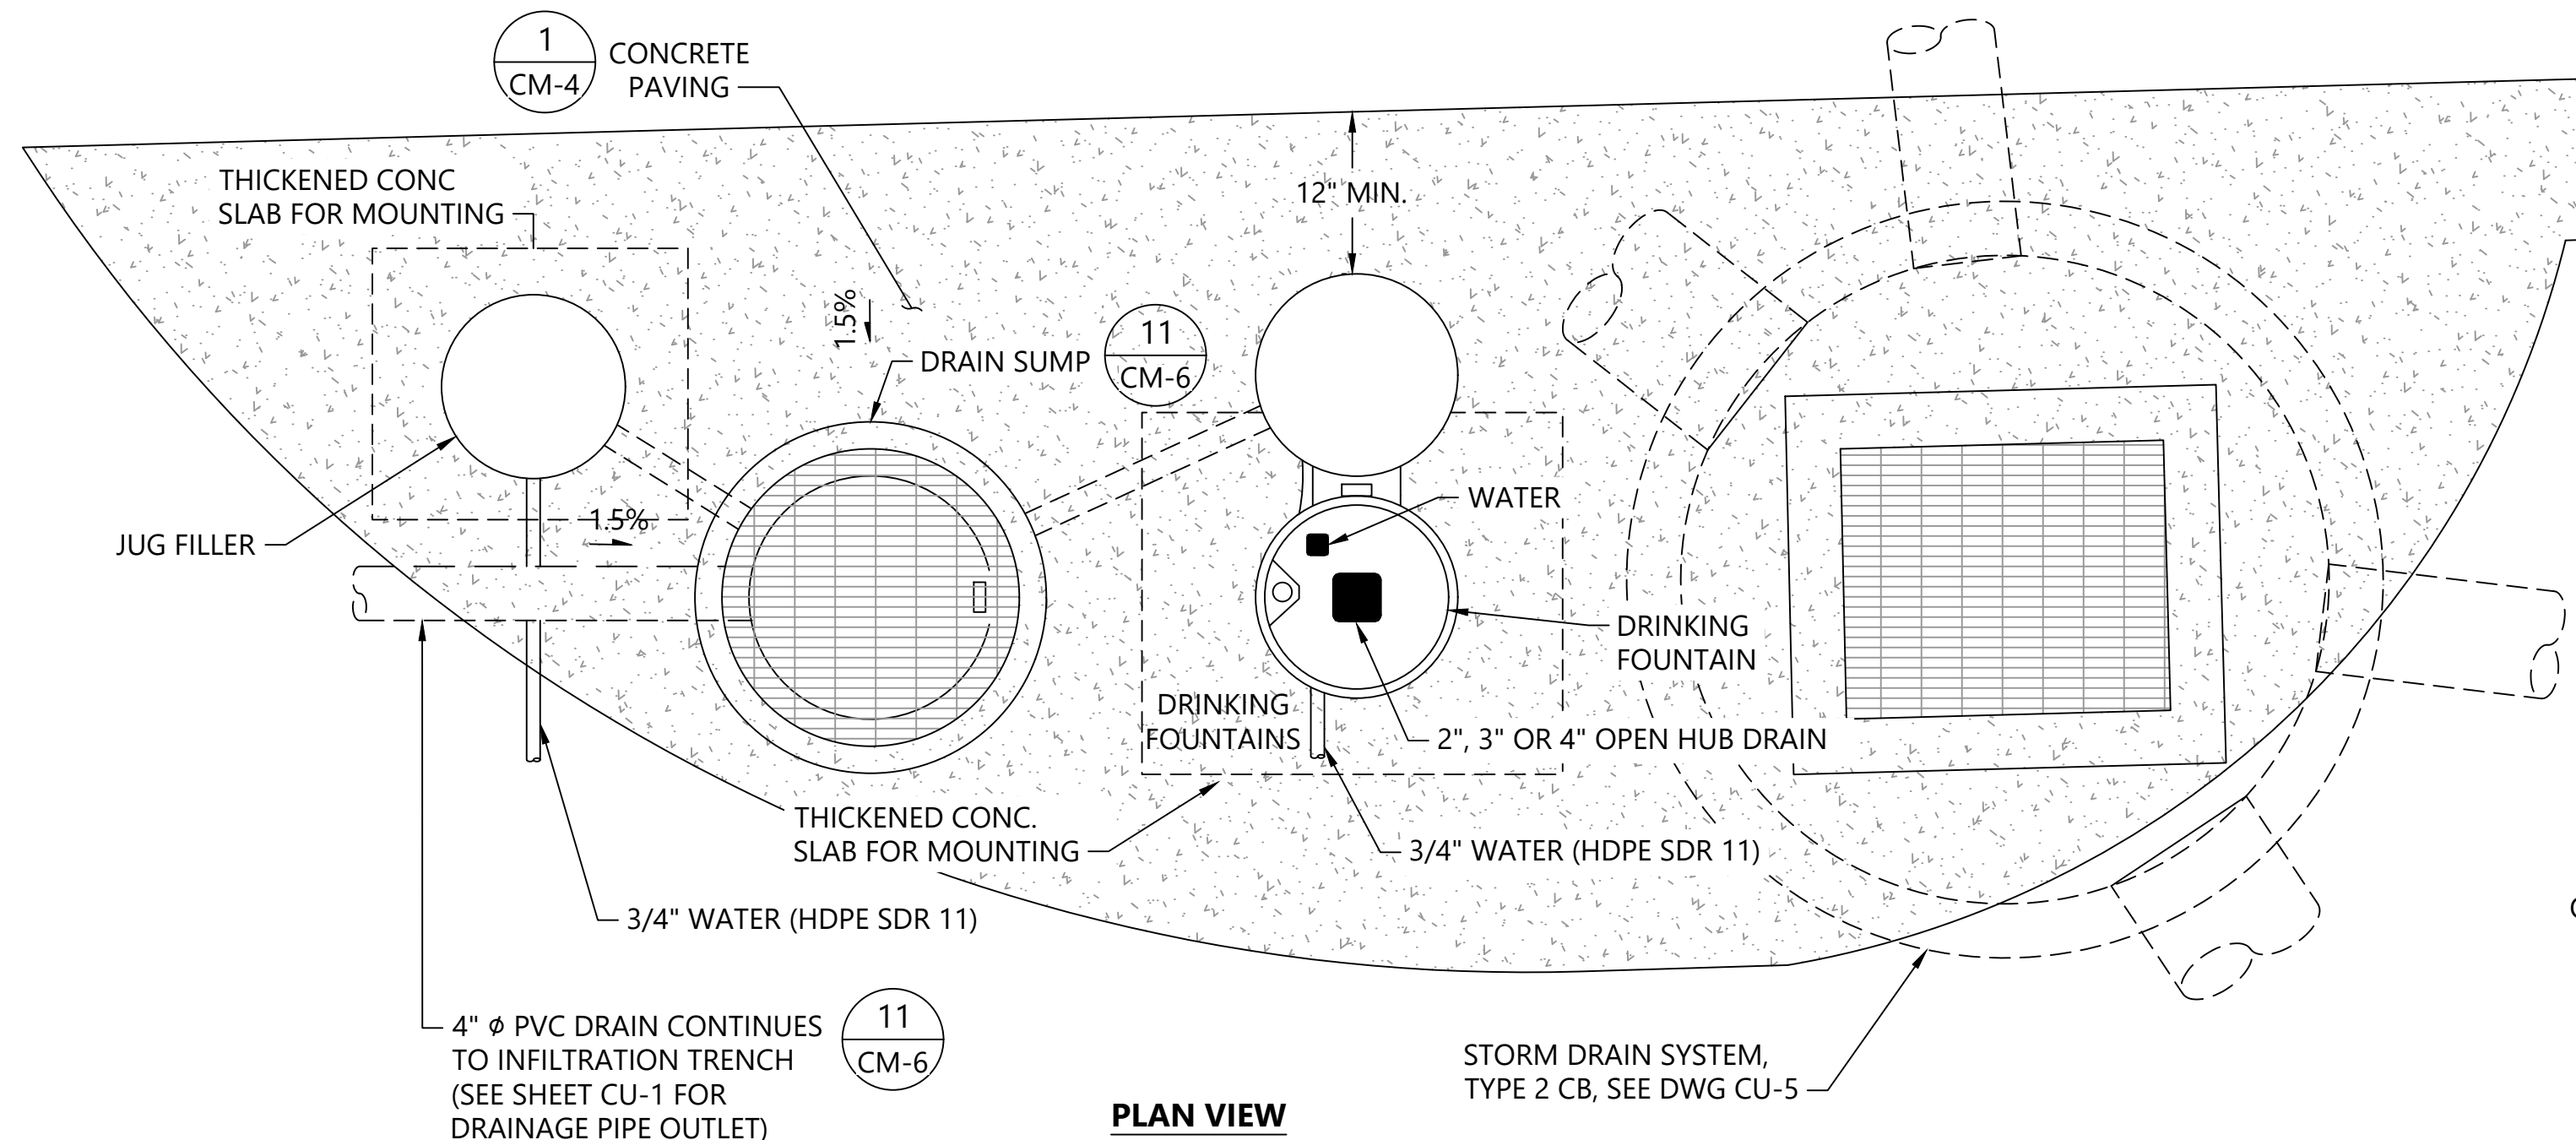 1
CM-4
CONCRETE
PAVING
THICKENED CONC
SLAB FOR MOUNTING
12" MIN.
1.5%
DRAIN SUMP
11
CM-6
WATER
1.5%
JUG FILLER
DRINKING
FOUNTAIN
DRINKING
FOUNTAINS
2", 3" OR 4" OPEN HUB DRAIN
THICKENED CONC.
SLAB FOR MOUNTING
3/4" WATER (HDPE SDR 11)
3/4" WATER (HDPE SDR 11)
4" ⌀ PVC DRAIN CONTINUES
TO INFILTRATION TRENCH
(SEE SHEET CU-1 FOR
DRAINAGE PIPE OUTLET)
11
CM-6
STORM DRAIN SYSTEM,
TYPE 2 CB, SEE DWG CU-5
PLAN VIEW